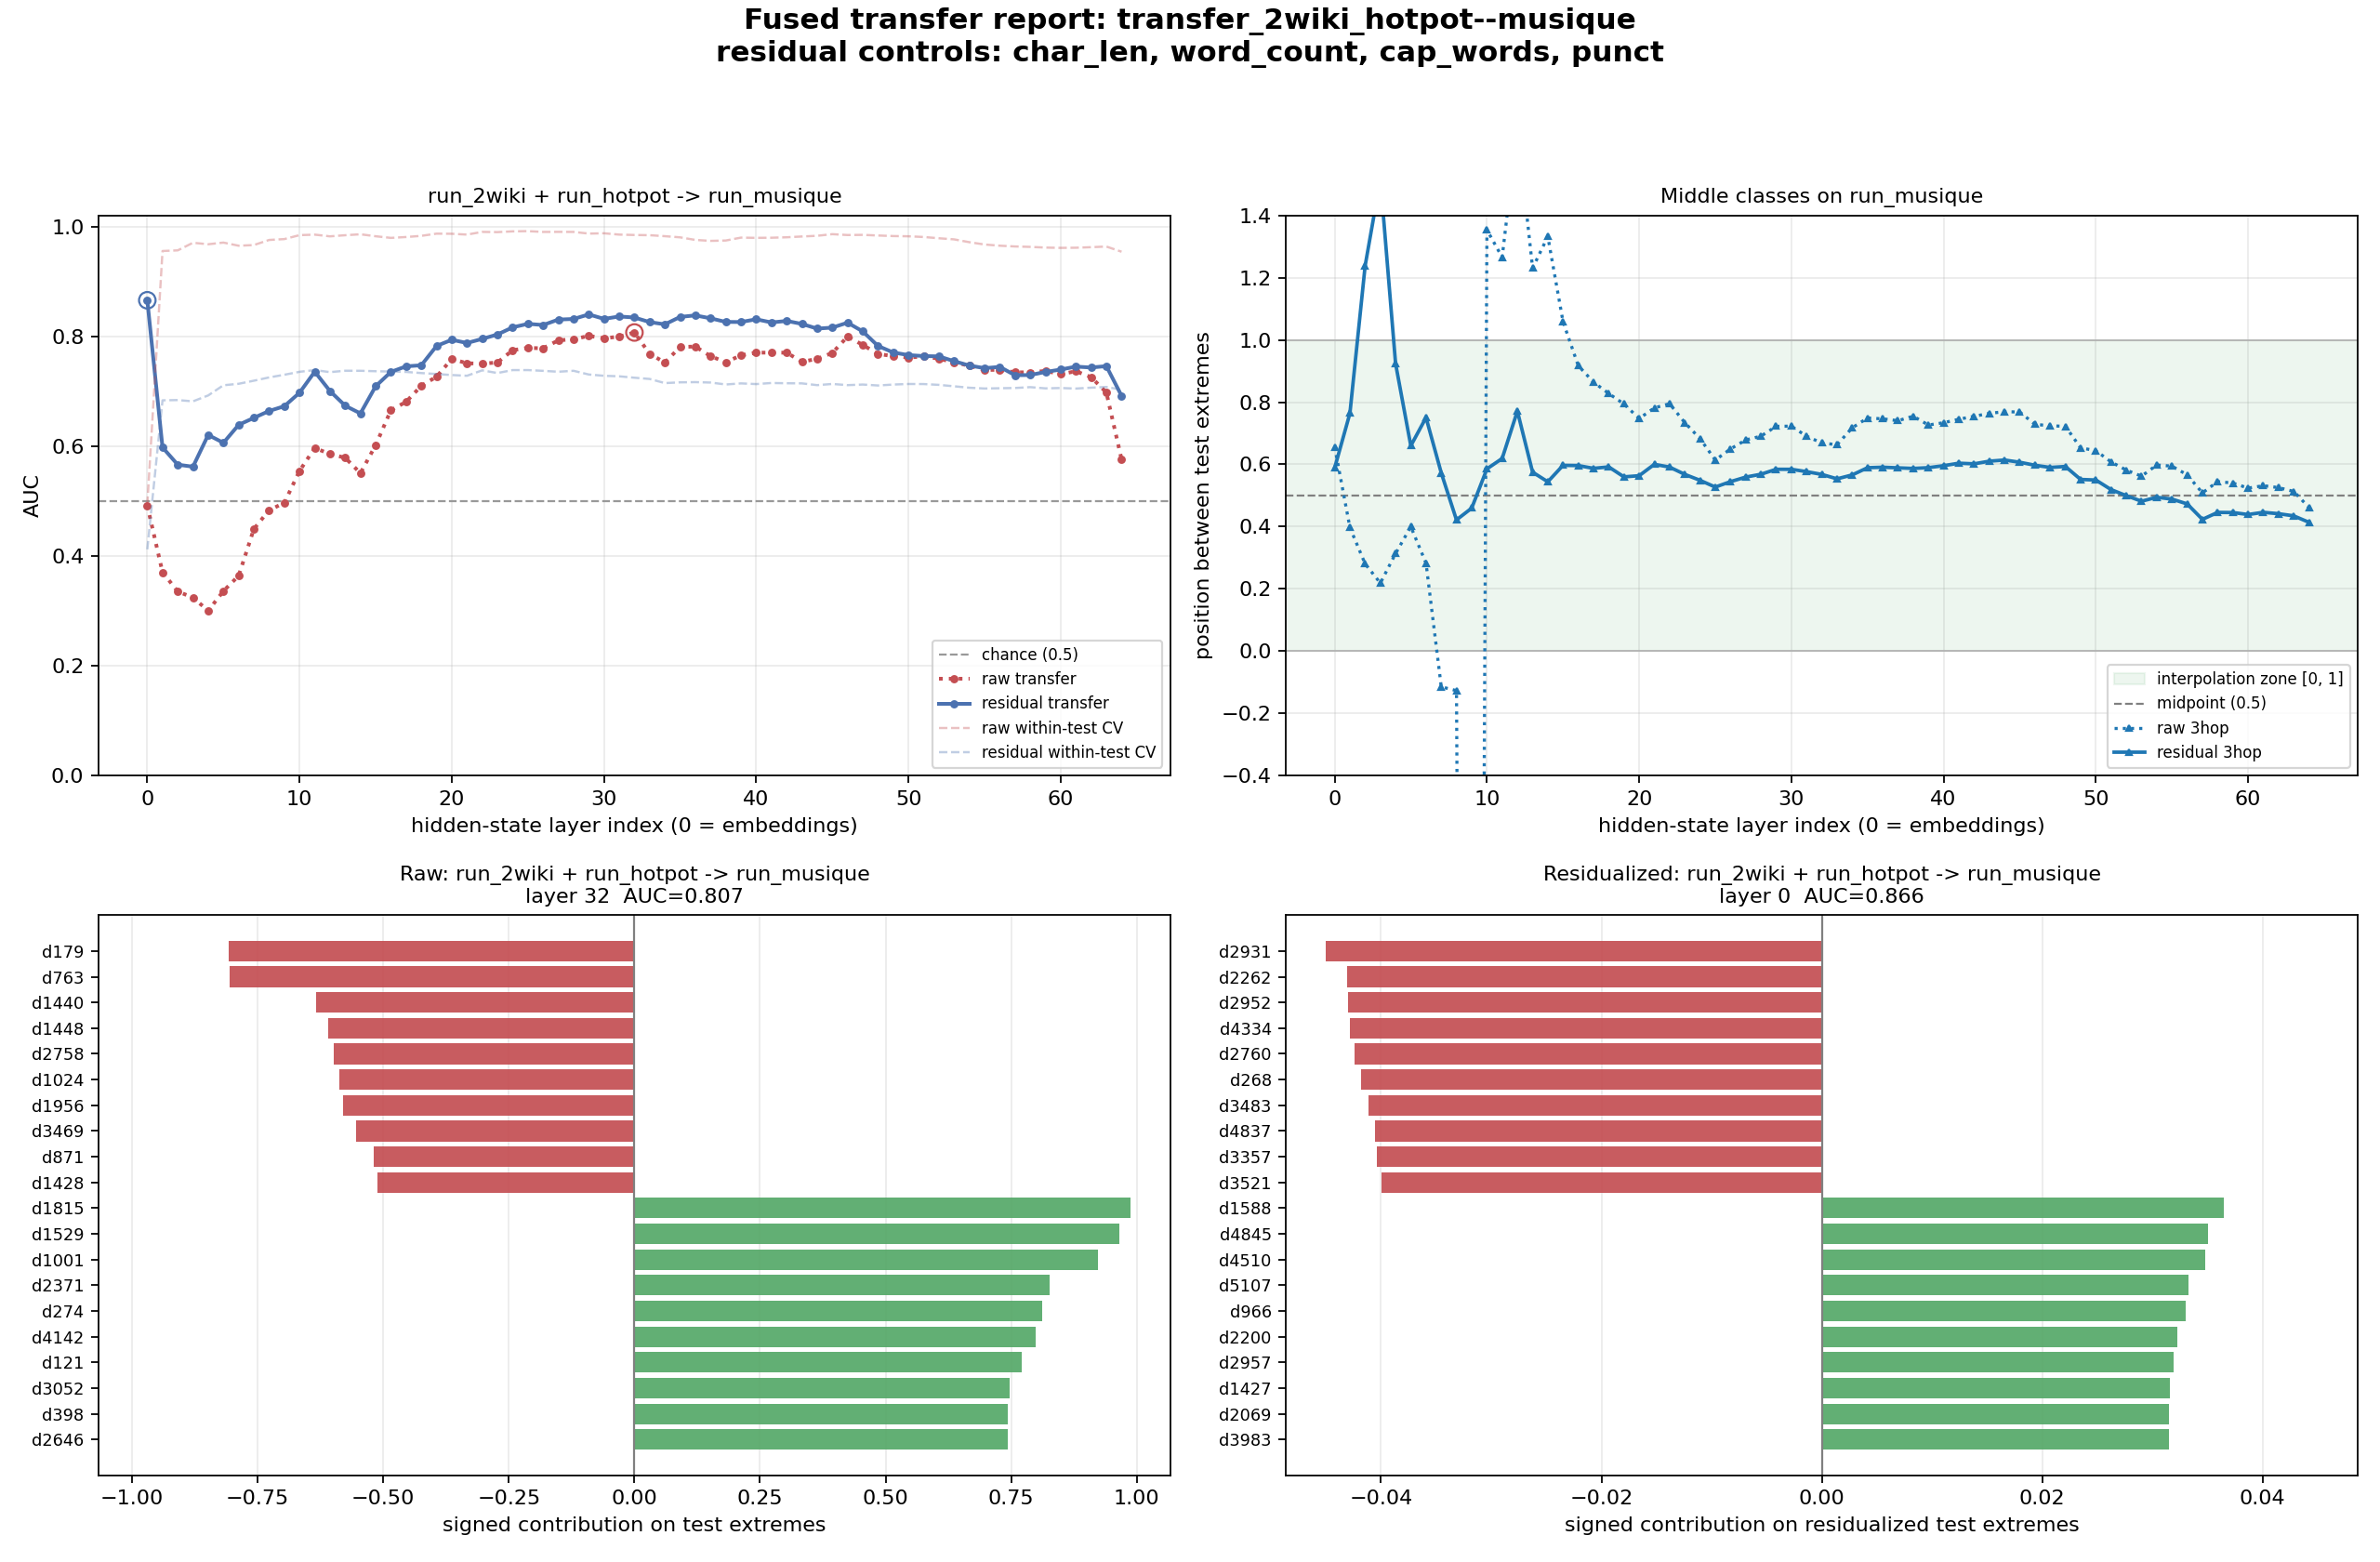 Fused transfer report: transfer_2wiki_hotpot--musique
residual controls: char_len, word_count, cap_words, punct
run_2wiki + run_hotpot -> run_musique
1.0
0.8
0.6
0.4
0.2
0.0
AUC
0
10
20
30
40
50
60
hidden-state layer index (0 = embeddings)
chance (0.5)
raw transfer
residual transfer
raw within-test CV
residual within-test CV
Middle classes on run_musique
1.4
1.2
1.0
0.8
0.6
0.4
0.2
0.0
−0.2
−0.4
position between test extremes
0
10
20
30
40
50
60
hidden-state layer index (0 = embeddings)
interpolation zone [0, 1]
midpoint (0.5)
raw 3hop
residual 3hop
Raw: run_2wiki + run_hotpot -> run_musique
layer 32  AUC=0.807
d179
d763
d1440
d1448
d2758
d1024
d1956
d3469
d871
d1428
d1815
d1529
d1001
d2371
d274
d4142
d121
d3052
d398
d2646
−1.00
−0.75
−0.50
−0.25
0.00
0.25
0.50
0.75
1.00
signed contribution on test extremes
Residualized: run_2wiki + run_hotpot -> run_musique
layer 0  AUC=0.866
d2931
d2262
d2952
d4334
d2760
d268
d3483
d4837
d3357
d3521
d1588
d4845
d4510
d5107
d966
d2200
d2957
d1427
d2069
d3983
−0.04
−0.02
0.00
0.02
0.04
signed contribution on residualized test extremes